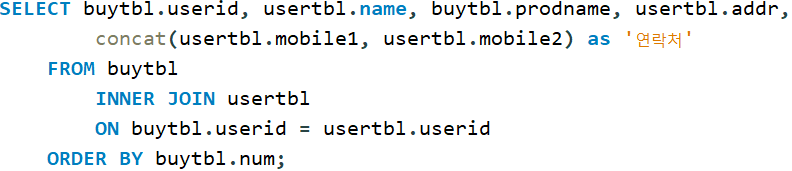 SELECT buytbl.userid, usertbl.name, buytbl.prodname, usertbl.addr,
concat(usertbl.mobile1, usertbl.mobile2) as '연락처'
FROM buytbl
INNER JOIN usertbl
ON buytbl.userid = usertbl.userid
ORDER BY buytbl.num;